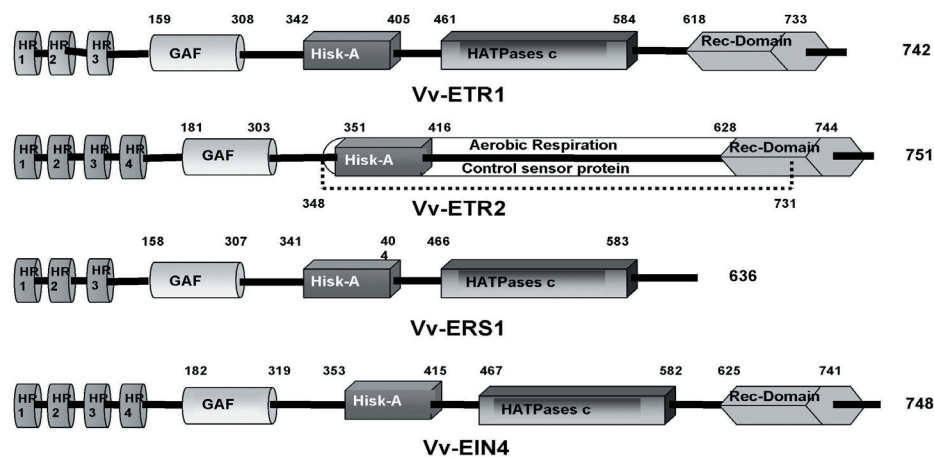 159 308 342 405 461 584 618 733
HR 1 HR 2 HR 3 GAF Hisk-A HATPases c Rec-Domain 742
Vv-ETR1
181 303 351 416 Aerobic Respiration 628 744
HR 1 HR 2 HR 3 HR 4 GAF Hisk-A Rec-Domain 751
Control sensor protein
348 731
Vv-ETR2
158 307 341 404 466 583
HR 1 HR 2 HR 3 GAF Hisk-A HATPases c 636
Vv-ERS1
182 319 353 415 467 582 625 741
HR 1 HR 2 HR 3 HR 4 GAF Hisk-A HATPases c Rec-Domain 748
Vv-EIN4